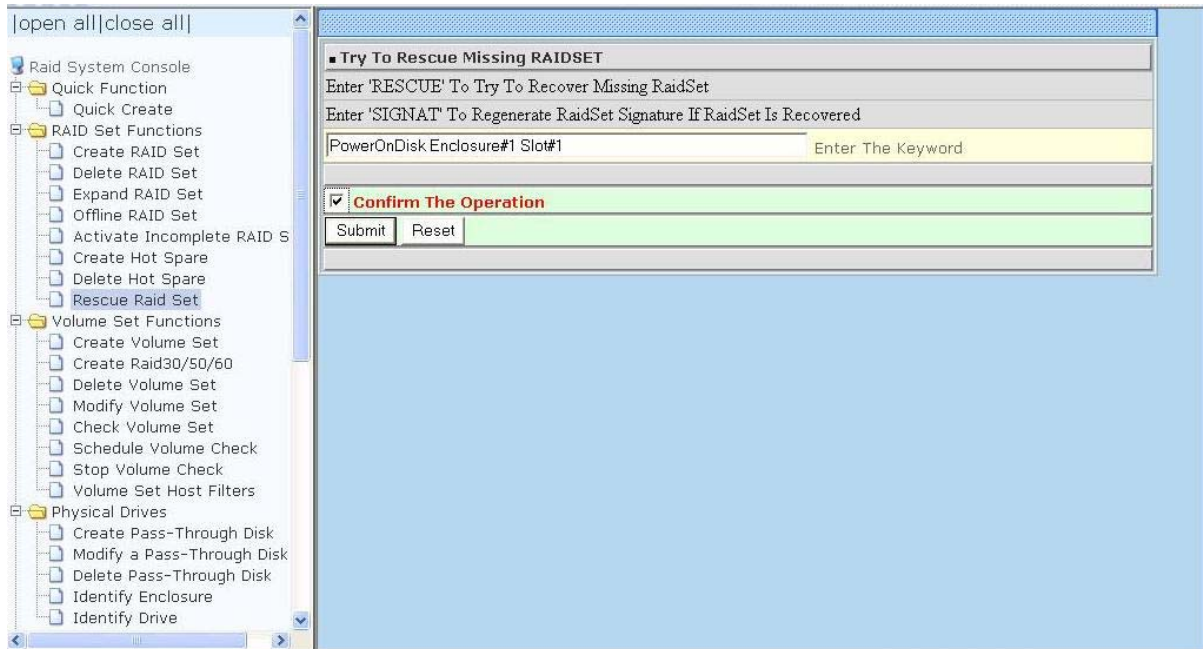 |open all|close all|
Raid System Console
Quick Function
Quick Create
RAID Set Functions
Create RAID Set
Delete RAID Set
Expand RAID Set
Offline RAID Set
Activate Incomplete RAID S
Create Hot Spare
Delete Hot Spare
Rescue Raid Set
Volume Set Functions
Create Volume Set
Create Raid30/50/60
Delete Volume Set
Modify Volume Set
Check Volume Set
Schedule Volume Check
Stop Volume Check
Volume Set Host Filters
Physical Drives
Create Pass-Through Disk
Modify a Pass-Through Disk
Delete Pass-Through Disk
Identify Enclosure
Identify Drive
Try To Rescue Missing RAIDSET
Enter 'RESCUE' To Try To Recover Missing RaidSet
Enter 'SIGNAT' To Regenerate RaidSet Signature If RaidSet Is Recovered
PowerOnDisk Enclosure#1 Slot#1 Enter The Keyword
Confirm The Operation
Submit Reset